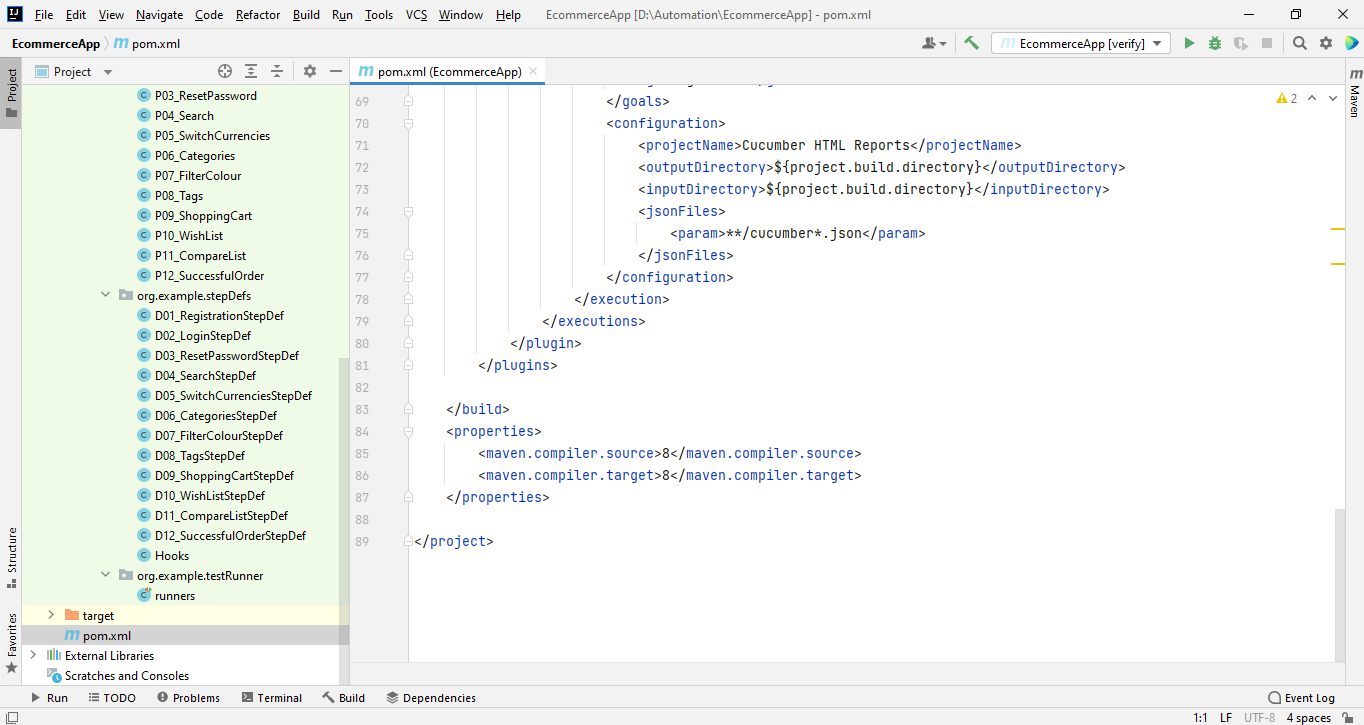 File Edit View Navigate Code Refactor Build Run Tools VCS Window Help EcommerceApp [D:\Automation\EcommerceApp] - pom.xml
EcommerceApp m pom.xml EcommerceApp [verify]
Project
Project
P03_ResetPassword
P04_Search
P05_SwitchCurrencies
P06_Categories
P07_FilterColour
P08_Tags
P09_ShoppingCart
P10_WishList
P11_CompareList
P12_SuccessfulOrder
org.example.stepDefs
D01_RegistrationStepDef
D02_LoginStepDef
D03_ResetPasswordStepDef
D04_SearchStepDef
D05_SwitchCurrenciesStepDef
D06_CategoriesStepDef
D07_FilterColourStepDef
D08_TagsStepDef
D09_ShoppingCartStepDef
D10_WishListStepDef
D11_CompareListStepDef
D12_SuccessfulOrderStepDef
Hooks
org.example.testRunner
runners
target
m pom.xml
External Libraries
Scratches and Consoles
Structure
Favorites
m pom.xml (EcommerceApp)
2
69 </goals>
70 <configuration>
71 <projectName>Cucumber HTML Reports</projectName>
72 <outputDirectory>${project.build.directory}</outputDirectory>
73 <inputDirectory>${project.build.directory}</inputDirectory>
74 <jsonFiles>
75 <param>**/cucumber*.json</param>
76 </jsonFiles>
77 </configuration>
78 </execution>
79 </executions>
80 </plugin>
81 </plugins>
82
83 </build>
84 <properties>
85 <maven.compiler.source>8</maven.compiler.source>
86 <maven.compiler.target>8</maven.compiler.target>
87 </properties>
88
89 </project>
m Maven
Run TODO Problems Terminal Build Dependencies Event Log
1:1 LF UTF-8 4 spaces